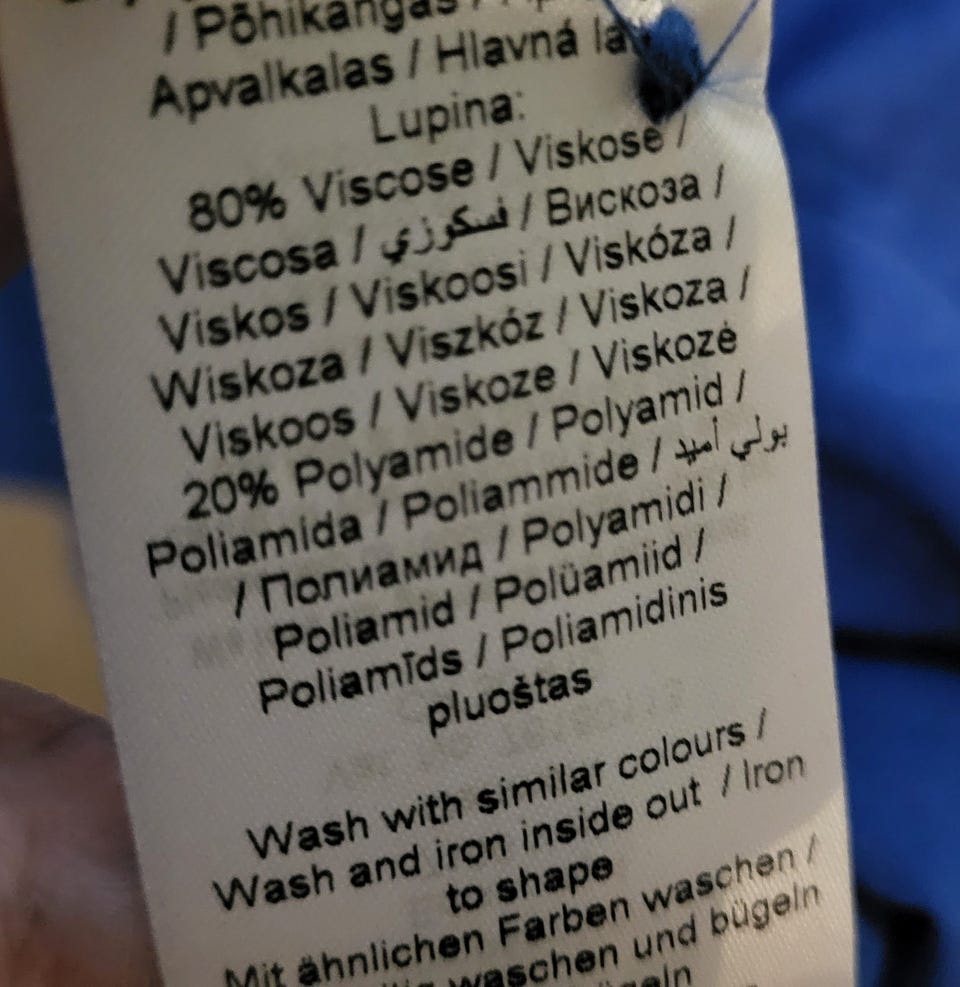 / Põhikangas /
Apvalkalas / Hlavná
Lupina:
80% Viscose / Viskose /
Viscosa / فسكوزي / Вискоза /
Viskos / Viskoosi / Viskóza /
Wiskoza / Viszkóz / Viskoza /
Viskoos / Viskoze / Viskozė
20% Polyamide / Polyamid /
Poliamida / Poliammide / بولي أميد
/ Полиамид / Polyamidi /
Poliamid / Polüamiid /
Poliamīds / Poliamidinis
pluoštas
Wash with similar colours /
Wash and iron inside out / Iron
to shape
Mit ähnlichen Farben waschen /
waschen und bügeln